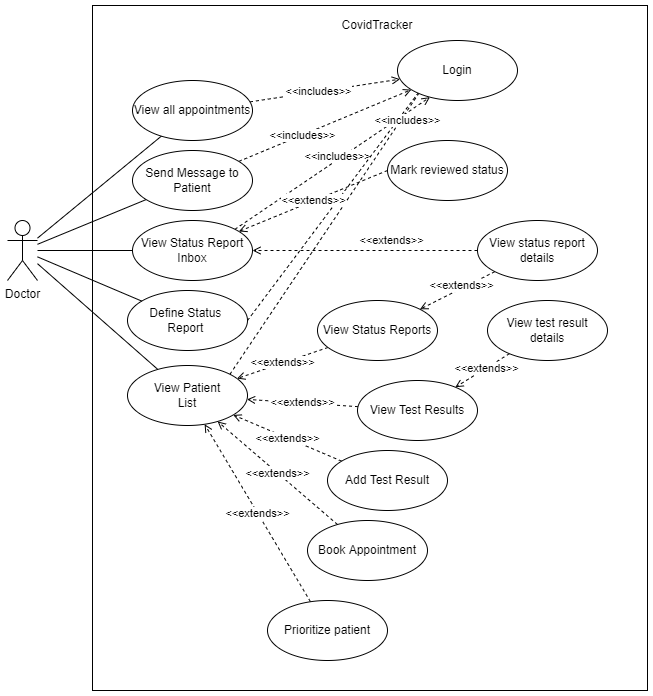 CovidTracker
Login
<<includes>>
View all appointments
<<includes>>
<<includes>>
<<includes>>
Send Message to
Patient
Mark reviewed status
<<extends>>
View Status Report
Inbox
<<extends>>
View status report
details
Doctor
<<extends>>
Define Status
Report
View Status Reports
View test result
details
<<extends>>
<<extends>>
View Patient
List
<<extends>>
View Test Results
<<extends>>
<<extends>>
Add Test Result
<<extends>>
Book Appointment
Prioritize patient